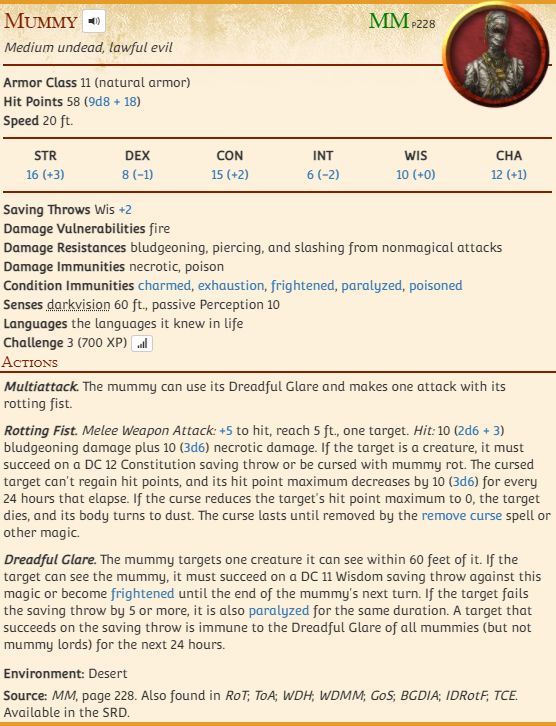 Mummy MM P228
Medium undead, lawful evil
Armor Class 11 (natural armor)
Hit Points 58 (9d8 + 18)
Speed 20 ft.
STR DEX CON INT WIS CHA
16 (+3) 8 (−1) 15 (+2) 6 (−2) 10 (+0) 12 (+1)
Saving Throws Wis +2
Damage Vulnerabilities fire
Damage Resistances bludgeoning, piercing, and slashing from nonmagical attacks
Damage Immunities necrotic, poison
Condition Immunities charmed, exhaustion, frightened, paralyzed, poisoned
Senses darkvision 60 ft., passive Perception 10
Languages the languages it knew in life
Challenge 3 (700 XP)
Actions
Multiattack. The mummy can use its Dreadful Glare and makes one attack with its
rotting fist.
Rotting Fist. Melee Weapon Attack: +5 to hit, reach 5 ft., one target. Hit: 10 (2d6 + 3)
bludgeoning damage plus 10 (3d6) necrotic damage. If the target is a creature, it must
succeed on a DC 12 Constitution saving throw or be cursed with mummy rot. The cursed
target can't regain hit points, and its hit point maximum decreases by 10 (3d6) for every
24 hours that elapse. If the curse reduces the target's hit point maximum to 0, the target
dies, and its body turns to dust. The curse lasts until removed by the remove curse spell or
other magic.
Dreadful Glare. The mummy targets one creature it can see within 60 feet of it. If the
target can see the mummy, it must succeed on a DC 11 Wisdom saving throw against this
magic or become frightened until the end of the mummy's next turn. If the target fails
the saving throw by 5 or more, it is also paralyzed for the same duration. A target that
succeeds on the saving throw is immune to the Dreadful Glare of all mummies (but not
mummy lords) for the next 24 hours.
Environment: Desert
Source: MM, page 228. Also found in RoT; ToA; WDH; WDMM; GoS; BGDIA; IDRotF; TCE.
Available in the SRD.